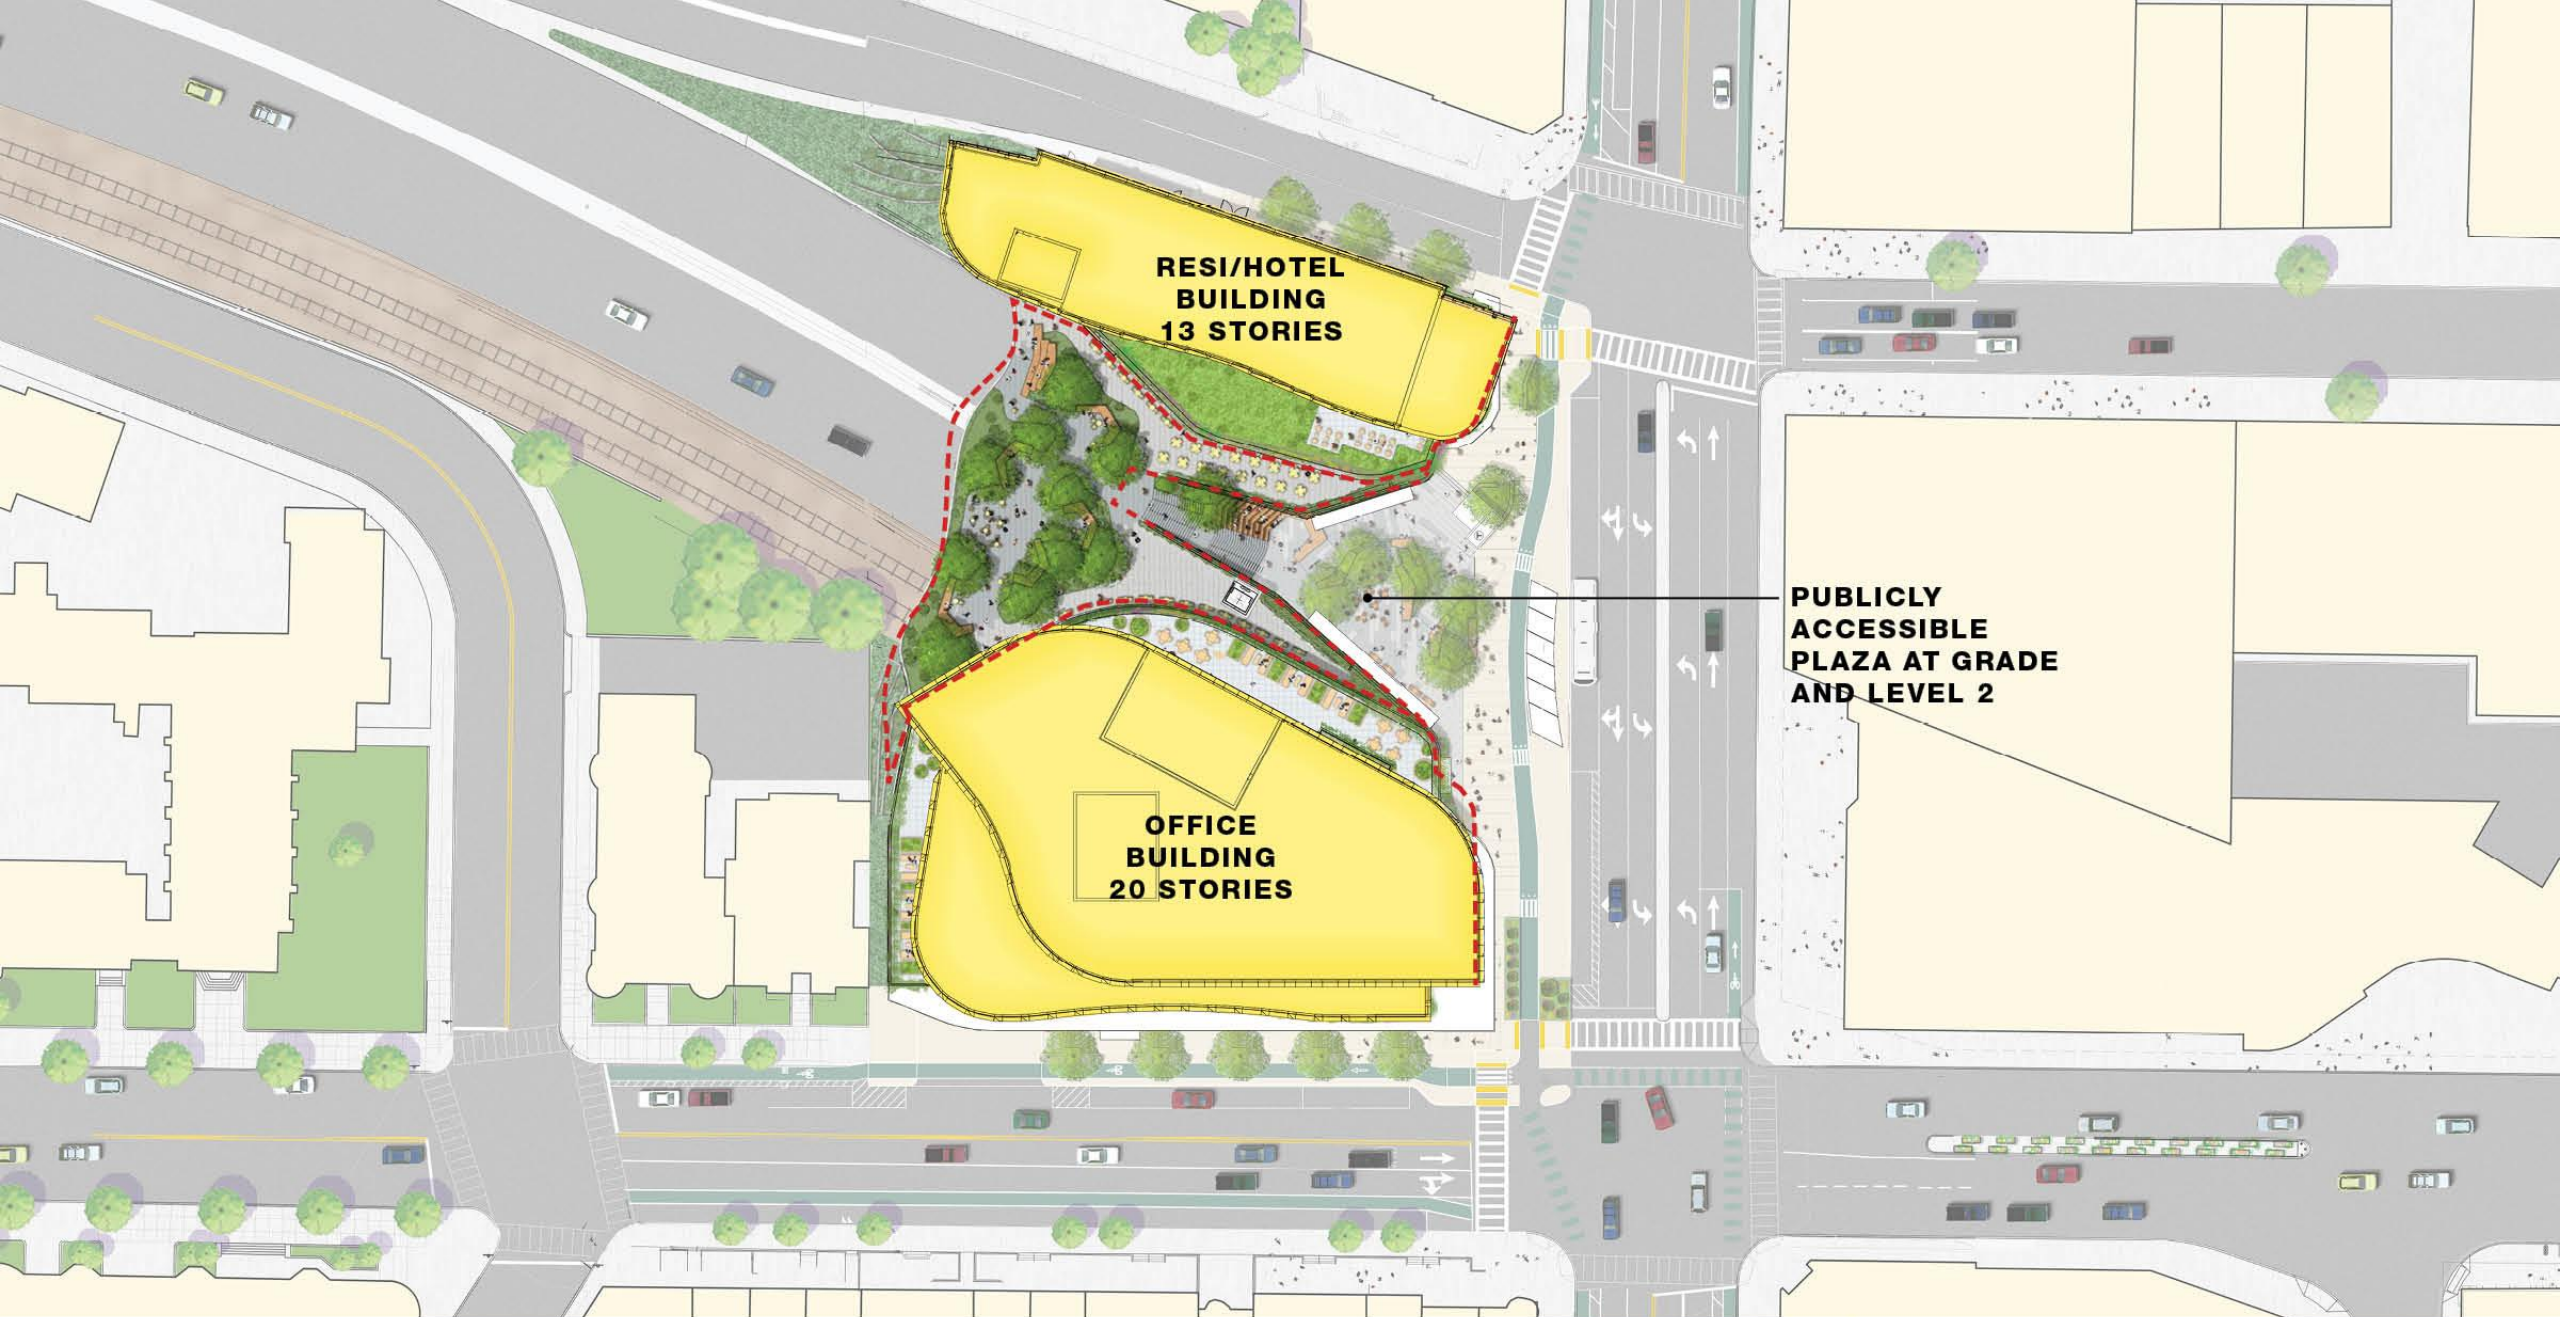 RESI/HOTEL
BUILDING
13 STORIES
PUBLICLY
ACCESSIBLE
PLAZA AT GRADE
AND LEVEL 2
OFFICE
BUILDING
20 STORIES